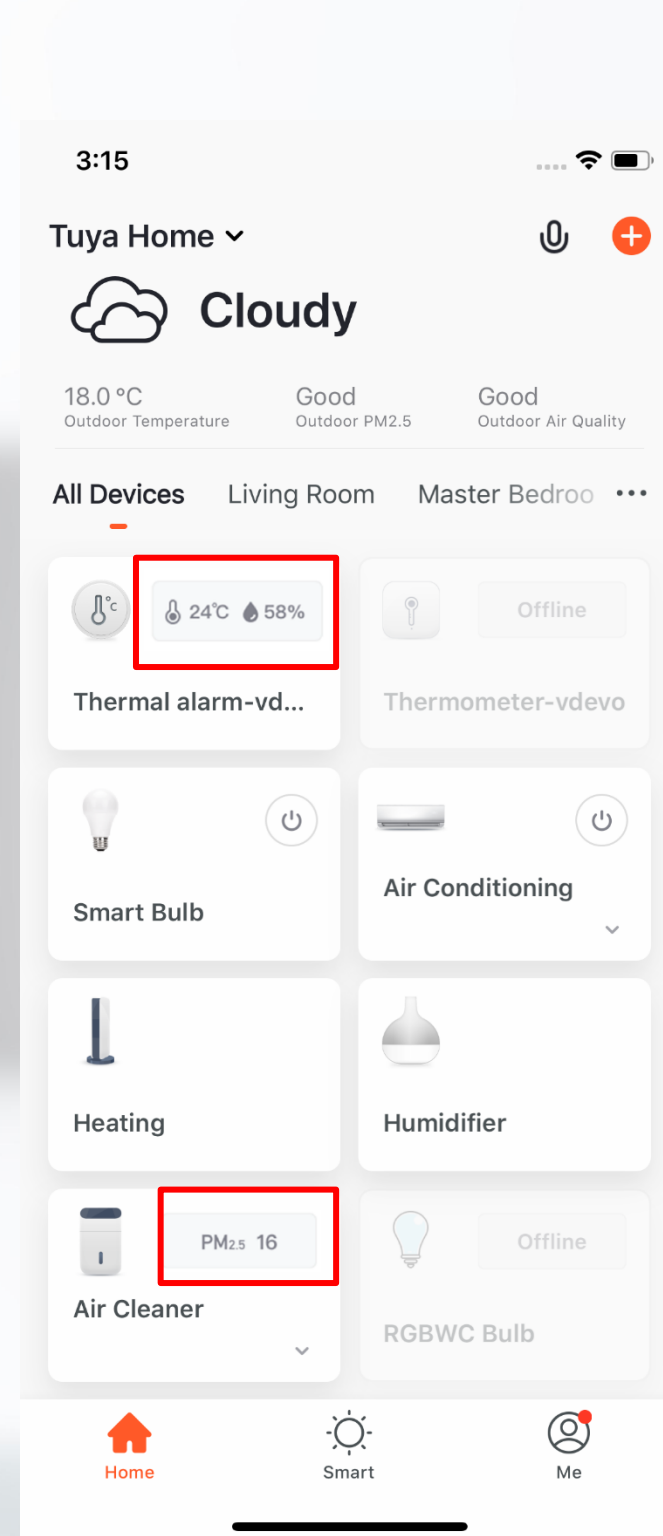 3:15
Tuya Home
Cloudy
18.0 °C Good Good
Outdoor Temperature Outdoor PM2.5 Outdoor Air Quality
All Devices Living Room Master Bedroo
°C 24℃ 58% Offline
Thermal alarm-vd... Thermometer-vdevo
Smart Bulb Air Conditioning
Heating Humidifier
PM2.5 16 Offline
Air Cleaner RGBWC Bulb
Home Smart Me